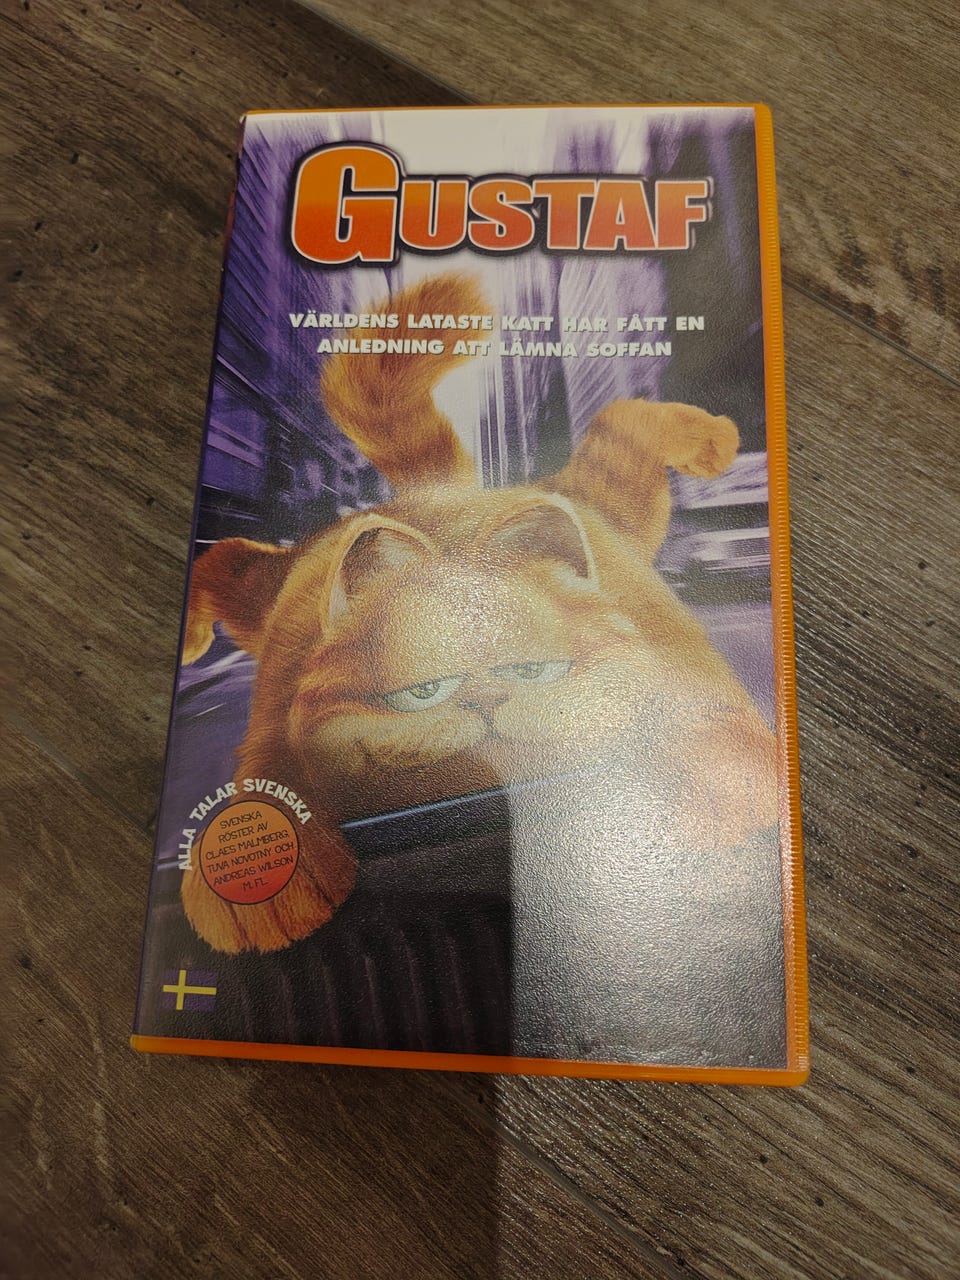 GUSTAF
VÄRLDENS LATASTE KATT HAR FÅTT EN
ANLEDNING ATT LÄMNA SOFFAN
ALLA TALAR SVENSKA
SVENSKA
RÖSTER AV
CLAES MALMBERG,
TUVA NOVOTNY OCH
ANDREAS WILSON
M. FL.